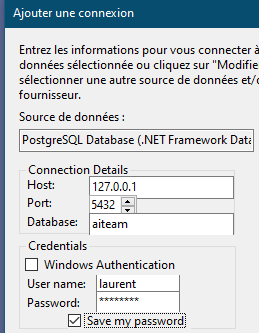 Ajouter une connexion
Entrez les informations pour vous connecter à
données sélectionnée ou cliquez sur "Modifie
sélectionner une autre source de données et/o
fournisseur.
Source de données :
PostgreSQL Database (.NET Framework Data
Connection Details
Host: 127.0.0.1
Port: 5432
Database: aiteam
Credentials
Windows Authentication
User name: laurent
Password: ********
Save my password